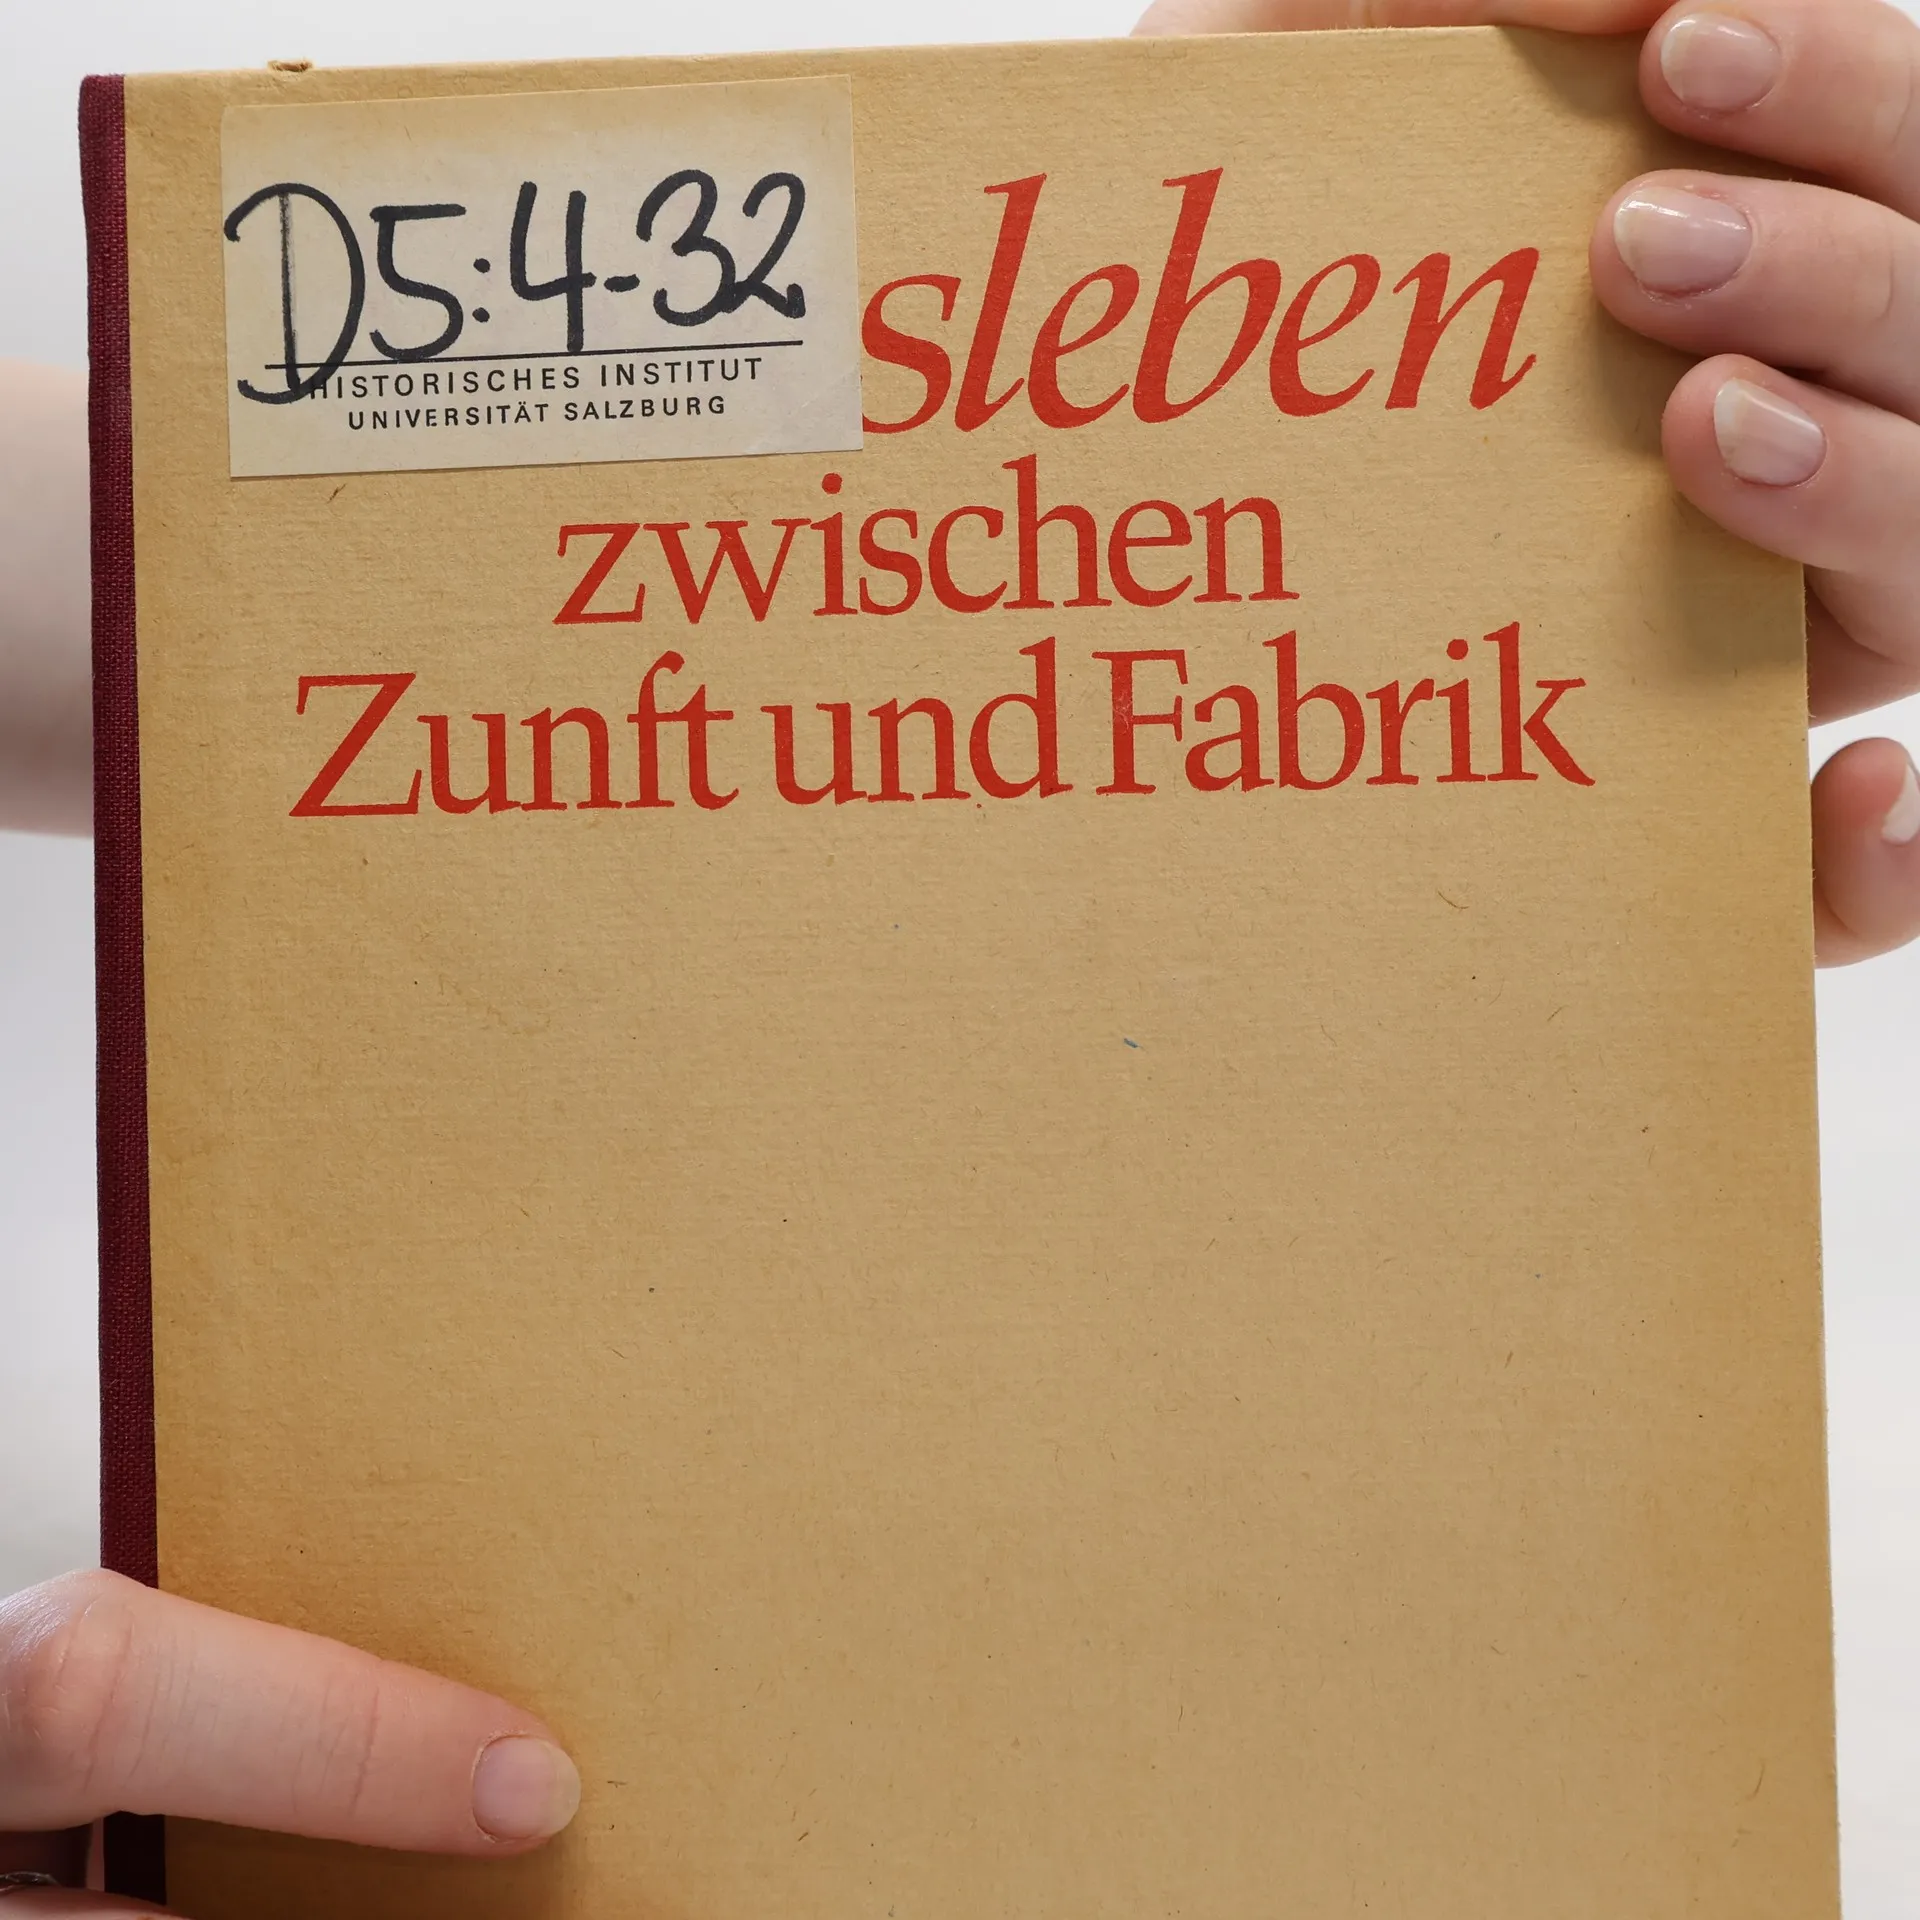 D5:4-32
HISTORISCHES INSTITUT
UNIVERSITÄT SALZBURG
sleben
zwischen
Zunft und Fabrik